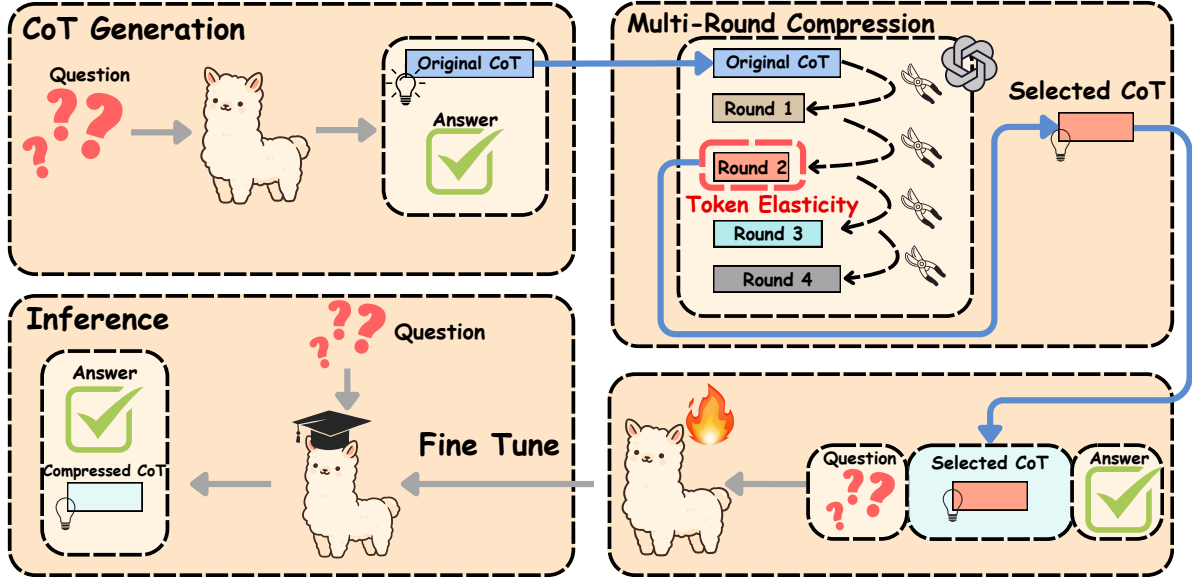 CoT Generation
Question
Original CoT
Answer
Multi-Round Compression
Original CoT
Round 1
Round 2
Token Elasticity
Round 3
Round 4
Selected CoT
Inference
Question
Answer
Compressed CoT
Fine Tune
Question
Selected CoT
Answer